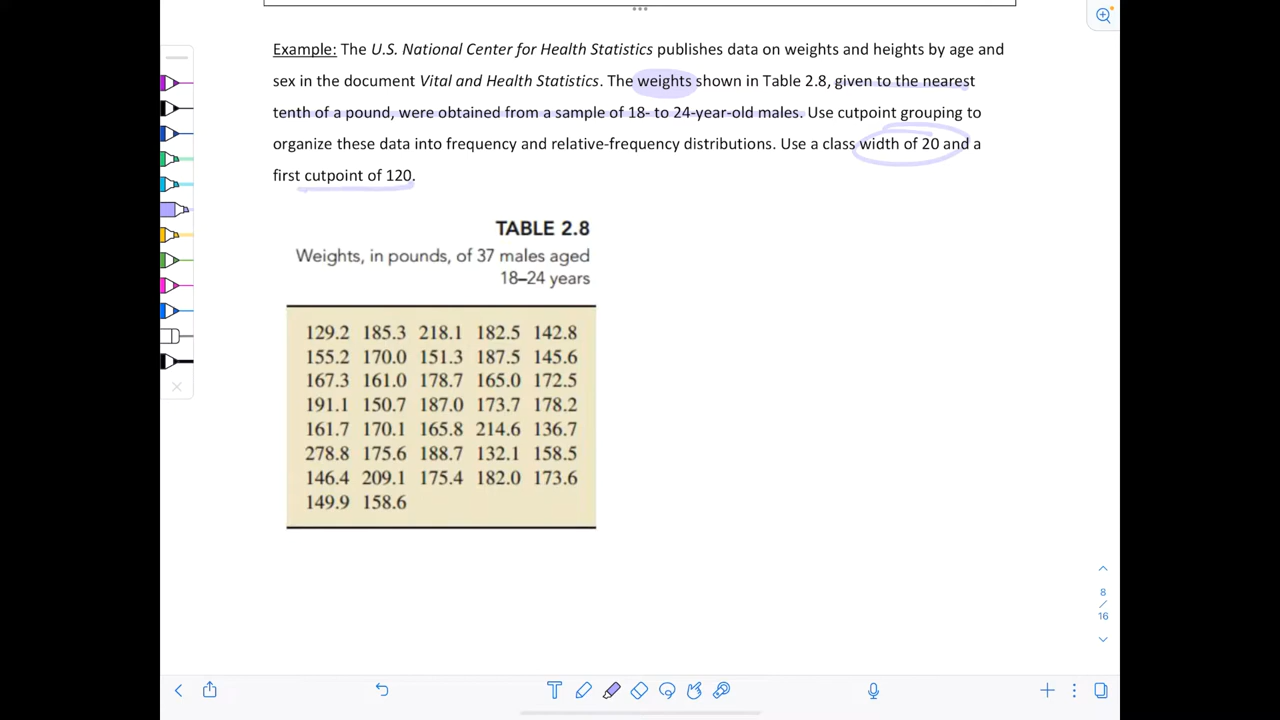 Example: The U.S. National Center for Health Statistics publishes data on weights and heights by age and
sex in the document Vital and Health Statistics. The weights shown in Table 2.8, given to the nearest
tenth of a pound, were obtained from a sample of 18- to 24-year-old males. Use cutpoint grouping to
organize these data into frequency and relative-frequency distributions. Use a class width of 20 and a
first cutpoint of 120.
TABLE 2.8
Weights, in pounds, of 37 males aged
18–24 years
129.2 185.3 218.1 182.5 142.8
155.2 170.0 151.3 187.5 145.6
167.3 161.0 178.7 165.0 172.5
191.1 150.7 187.0 173.7 178.2
161.7 170.1 165.8 214.6 136.7
278.8 175.6 188.7 132.1 158.5
146.4 209.1 175.4 182.0 173.6
149.9 158.6
8
/
16
T